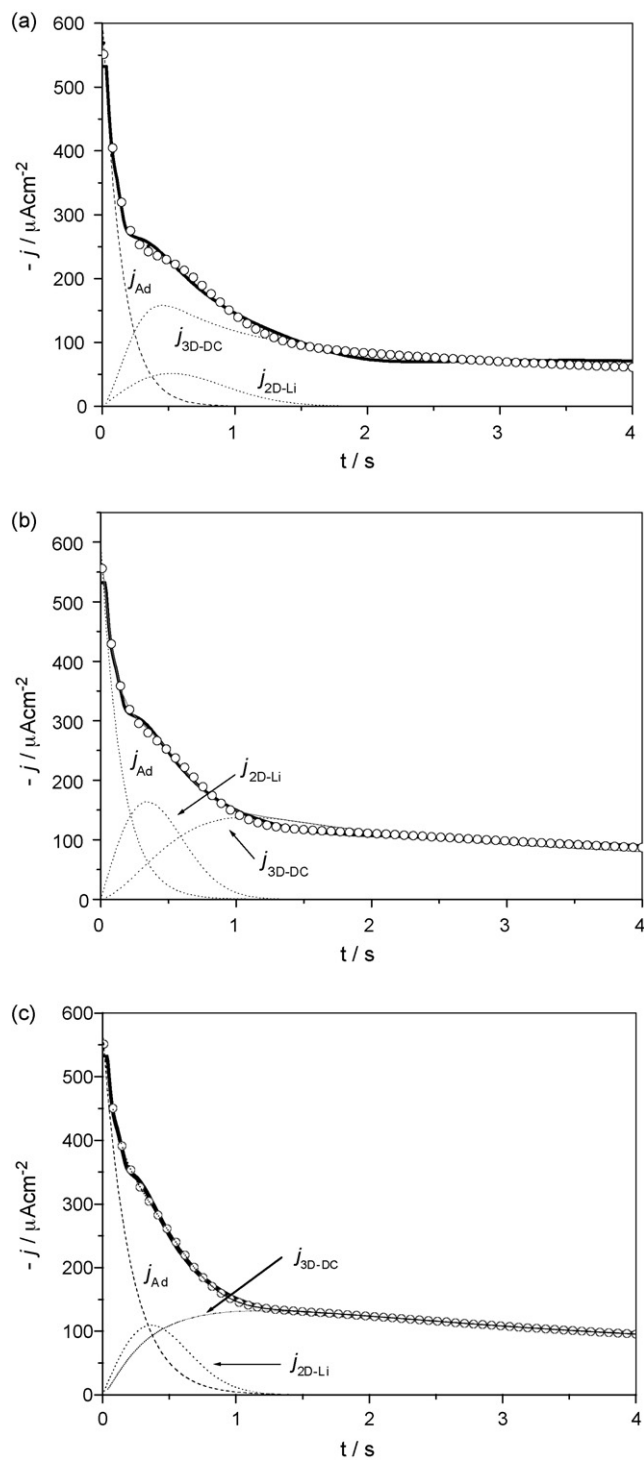 (a)
600
500
400
300
200
100
0
- j / μAcm-2
jAd
j3D-DC
j2D-Li
0 1 2 3 4
t / s
(b)
600
500
400
300
200
100
0
- j / μAcm-2
jAd
j2D-Li
j3D-DC
0 1 2 3 4
t / s
(c)
600
500
400
300
200
100
0
- j / μAcm-2
jAd
j3D-DC
j2D-Li
0 1 2 3 4
t / s